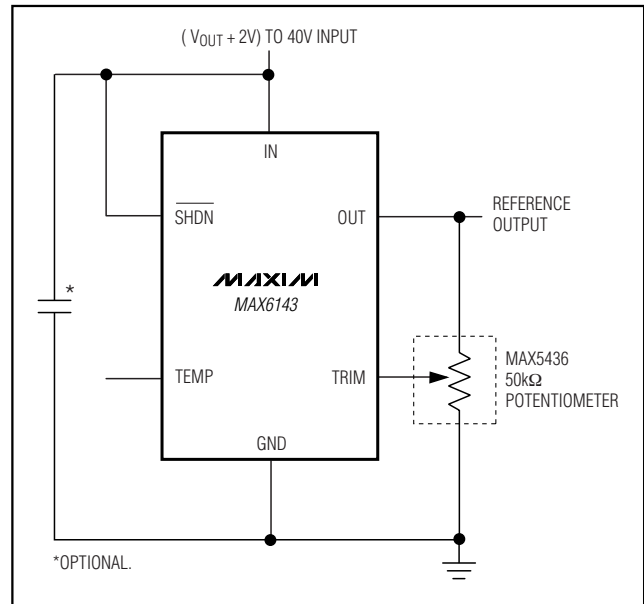 ( VOUT + 2V) TO 40V INPUT
IN
SHDN
OUT
REFERENCE
OUTPUT
MAXIM
MAX6143
*
TEMP
TRIM
MAX5436
50kΩ
POTENTIOMETER
GND
*OPTIONAL.